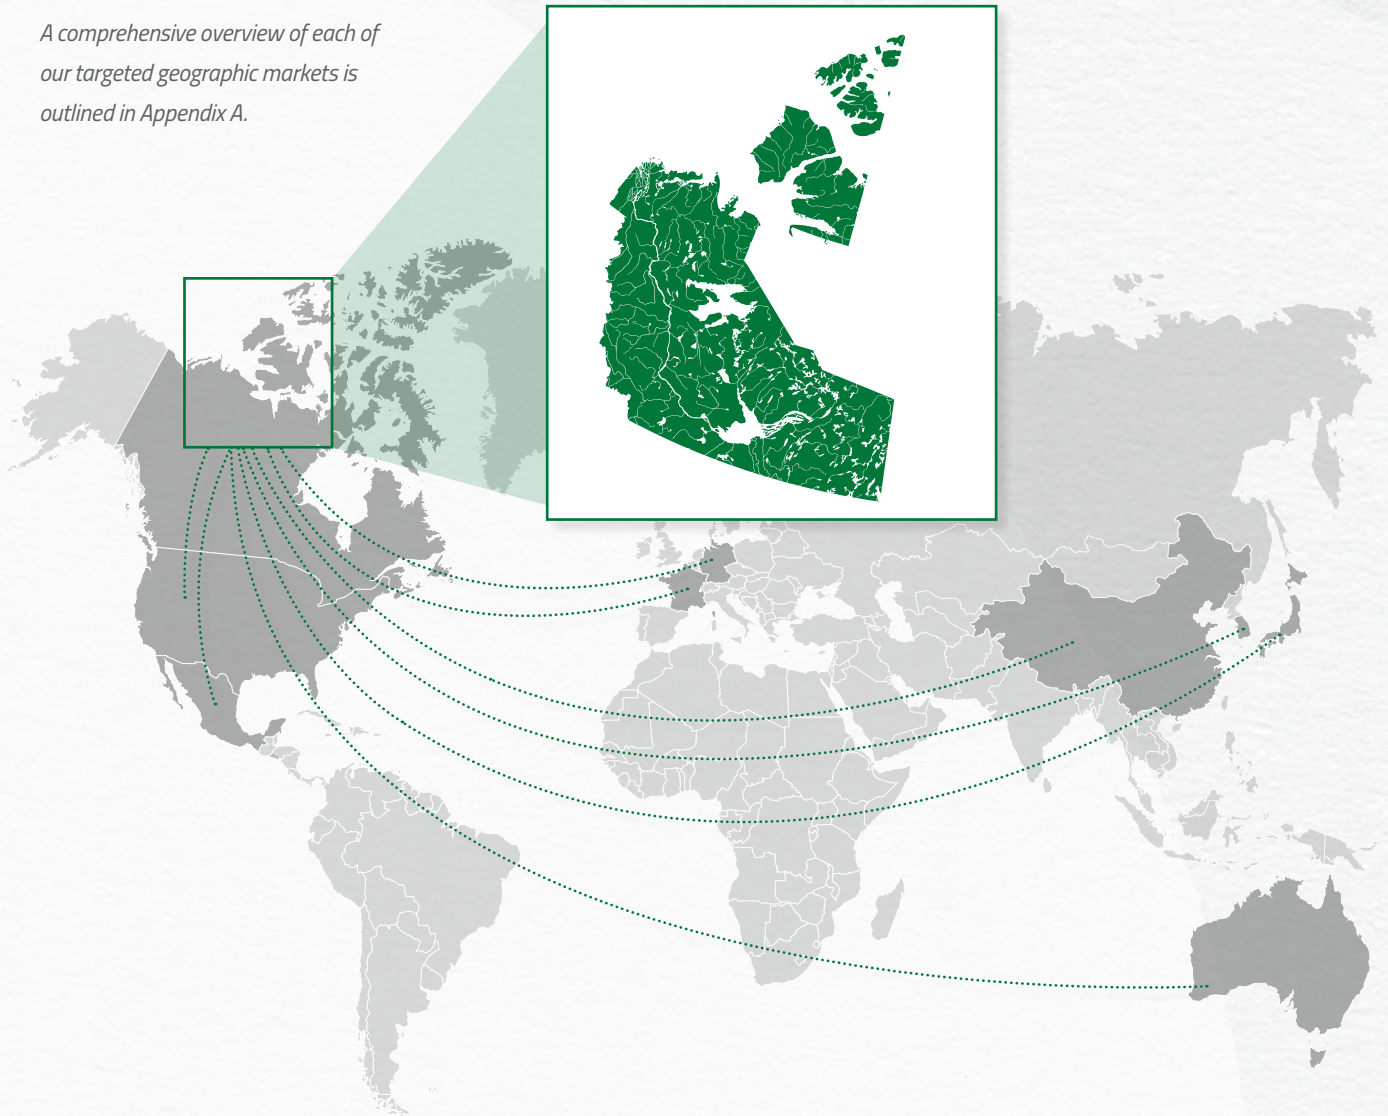 A comprehensive overview of each of
our targeted geographic markets is
outlined in Appendix A.